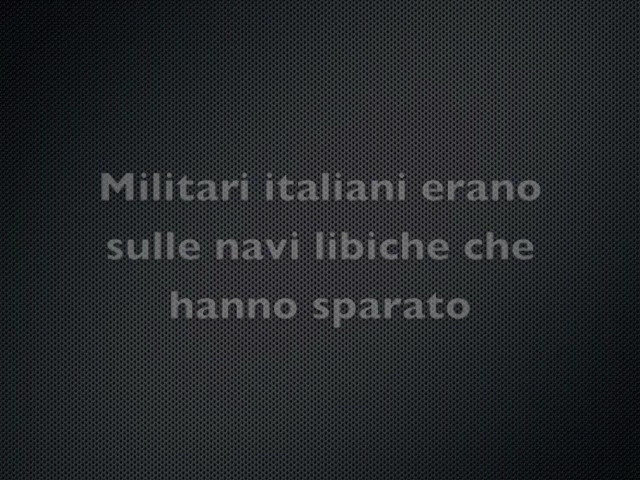 Militari italiani erano
sulle navi libiche che
hanno sparato